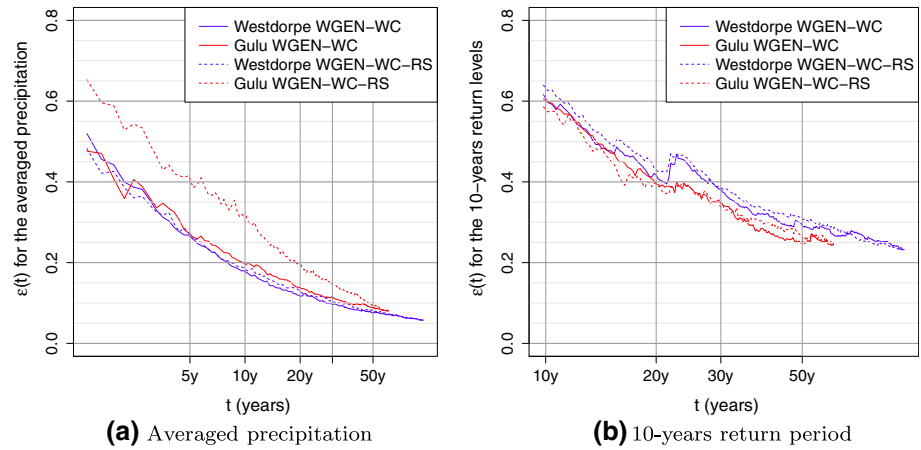 ε(t) for the averaged precipitation
0.0
0.2
0.4
0.6
0.8
Westdorpe WGEN−WC
Gulu WGEN−WC
Westdorpe WGEN−WC−RS
Gulu WGEN−WC−RS
5y
10y
20y
50y
t (years)
(a) Averaged precipitation
ε(t) for the 10−years return levels
0.0
0.2
0.4
0.6
0.8
Westdorpe WGEN−WC
Gulu WGEN−WC
Westdorpe WGEN−WC−RS
Gulu WGEN−WC−RS
10y
20y
30y
50y
t (years)
(b) 10-years return period